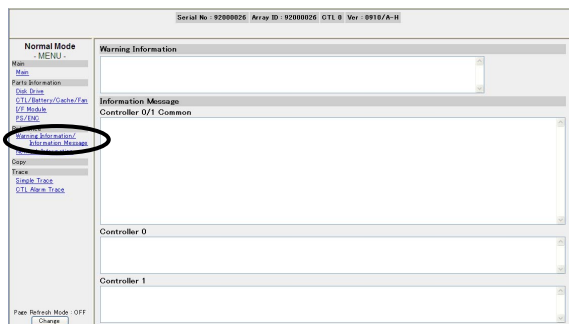 Serial No : 92000026 Array ID : 92000026 CTL 0 Ver : 0910/A-H
Normal Mode
- MENU -
Main
Main
Parts Information
Disk Drive
CTL/Battery/Cache/Fan
I/F Module
PS/ENC
Warning Information/
Information Message
Copy
Trace
Simple Trace
CTL Alarm Trace
Page Refresh Mode : OFF
Change
Warning Information
Information Message
Controller 0/1 Common
Controller 0
Controller 1